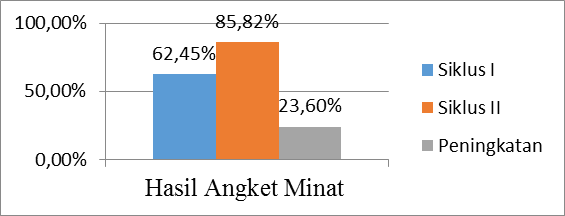 100,00%
50,00%
0,00%
62,45%
85,82%
23,60%
Hasil Angket Minat
Siklus I
Siklus II
Peningkatan